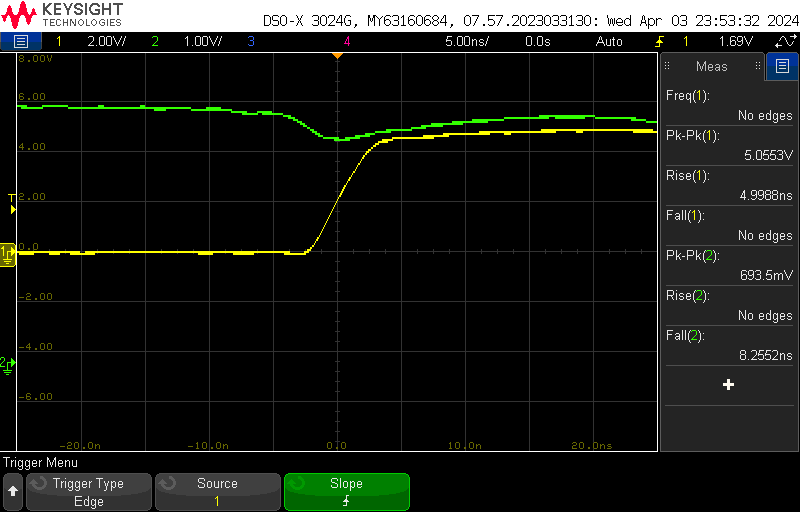 KEYSIGHT
TECHNOLOGIES
DSO-X 3024G, MY63160684, 07.57.2023033130: Wed Apr 03 23:53:32 2024
1 2.00V/ 2 1.00V/ 3 4 5.00ns/ 0.0s Auto 1 1.69V
8.00V
6.00
4.00
2.00
0.0
-2.00
-4.00
-6.00
T
1
2
-20.0n -10.0n 0.0 10.0n 20.0ns
Meas
Freq(1):
No edges
Pk-Pk(1):
5.0553V
Rise(1):
4.9988ns
Fall(1):
No edges
Pk-Pk(2):
693.5mV
Rise(2):
No edges
Fall(2):
8.2552ns
Trigger Menu
Trigger Type
Edge
Source
1
Slope